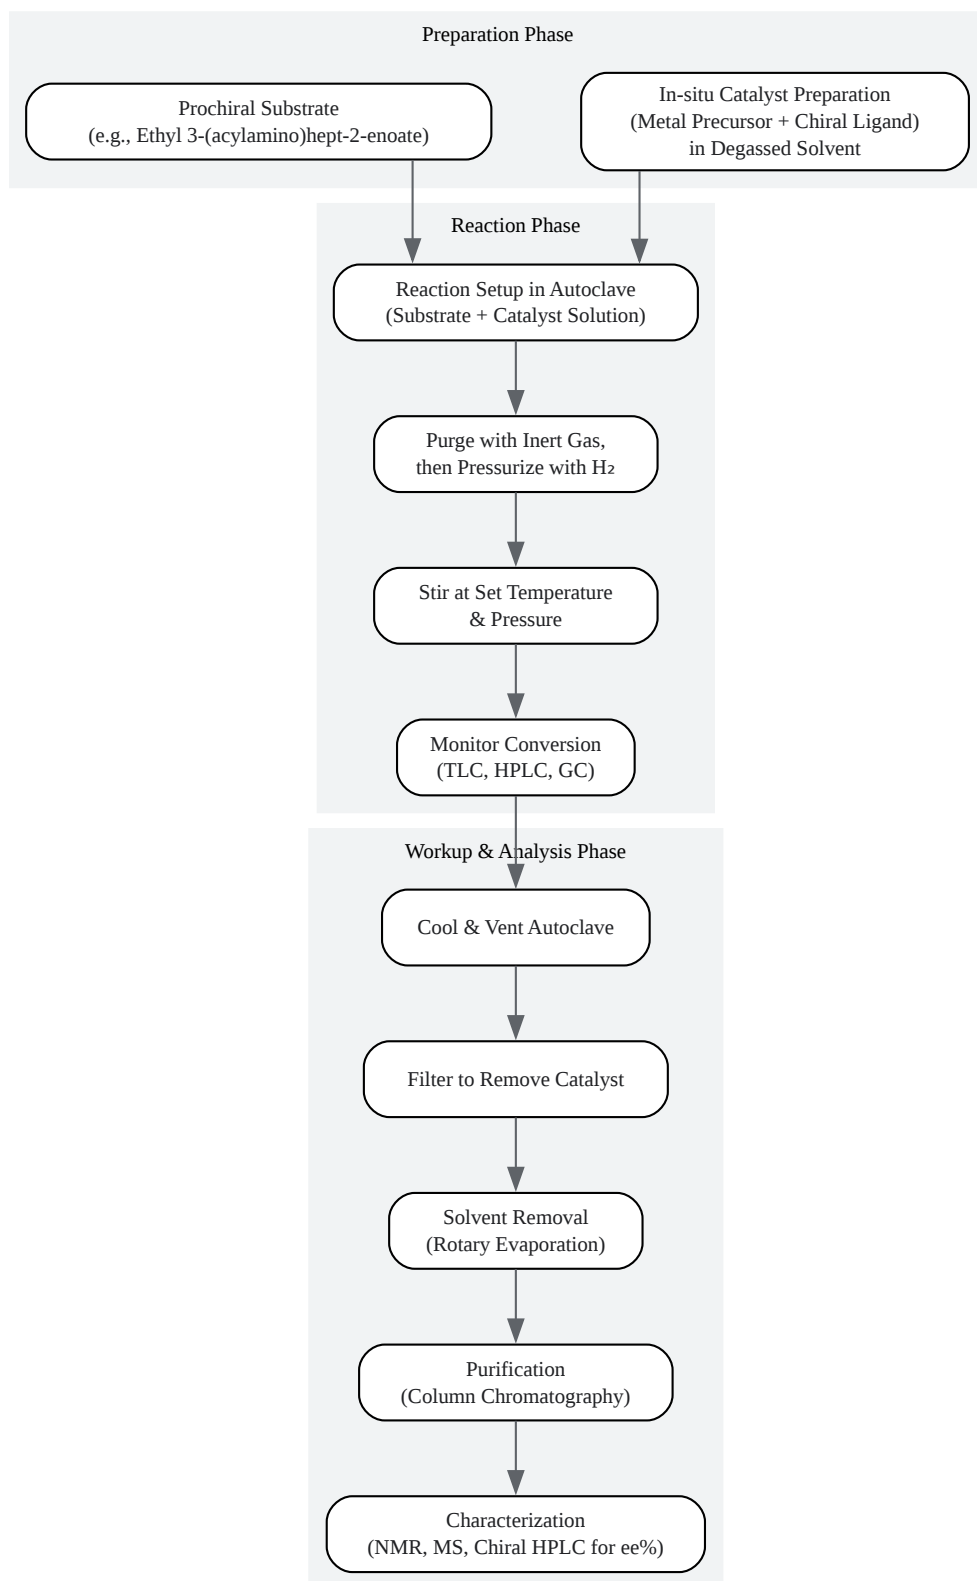 Preparation Phase
Prochiral Substrate
(e.g., Ethyl 3-(acylamino)hept-2-enoate)
In-situ Catalyst Preparation
(Metal Precursor + Chiral Ligand)
in Degassed Solvent
Reaction Phase
Reaction Setup in Autoclave
(Substrate + Catalyst Solution)
Purge with Inert Gas,
then Pressurize with H₂
Stir at Set Temperature
& Pressure
Monitor Conversion
(TLC, HPLC, GC)
Workup & Analysis Phase
Cool & Vent Autoclave
Filter to Remove Catalyst
Solvent Removal
(Rotary Evaporation)
Purification
(Column Chromatography)
Characterization
(NMR, MS, Chiral HPLC for ee%)